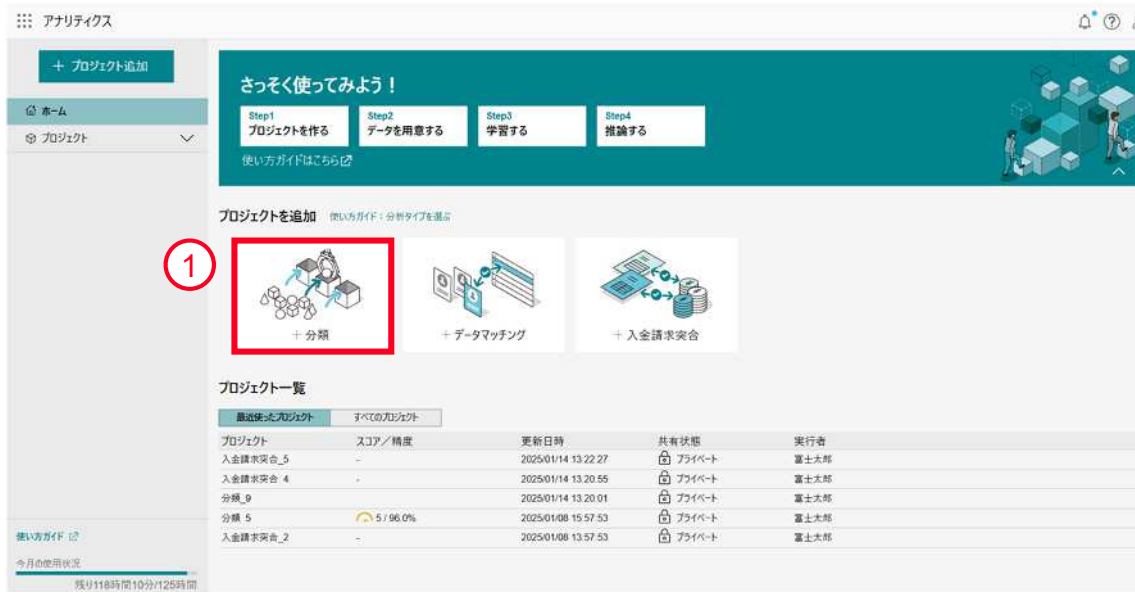 アナリティクス
+ プロジェクト追加
ホーム
プロジェクト
さっそく使ってみよう！
Step1
プロジェクトを作る
Step2
データを用意する
Step3
学習する
Step4
推論する
使い方ガイドはこちら
プロジェクトを追加 使い方ガイド：分析タイプを選ぶ
1
+ 分類
+ データマッチング
+ 入金請求突合
プロジェクト一覧
最近使ったプロジェクト すべてのプロジェクト
プロジェクト スコア／精度 更新日時 共有状態 実行者
入金請求突合_5 - 2025/01/14 13:22:27 プライベート 富士太郎
入金請求突合_4 - 2025/01/14 13:20:55 プライベート 富士太郎
分類_9 2025/01/14 13:20:01 プライベート 富士太郎
分類_5 5 / 96.0% 2025/01/08 15:57:53 プライベート 富士太郎
入金請求突合_2 - 2025/01/08 13:57:53 プライベート 富士太郎
使い方ガイド
今月の使用状況
残り118時間10分/125時間